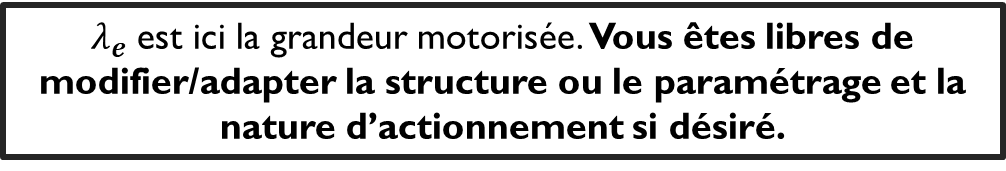 λₑ est ici la grandeur motorisée. Vous êtes libres de
modifier/adapter la structure ou le paramétrage et la
nature d’actionnement si désiré.